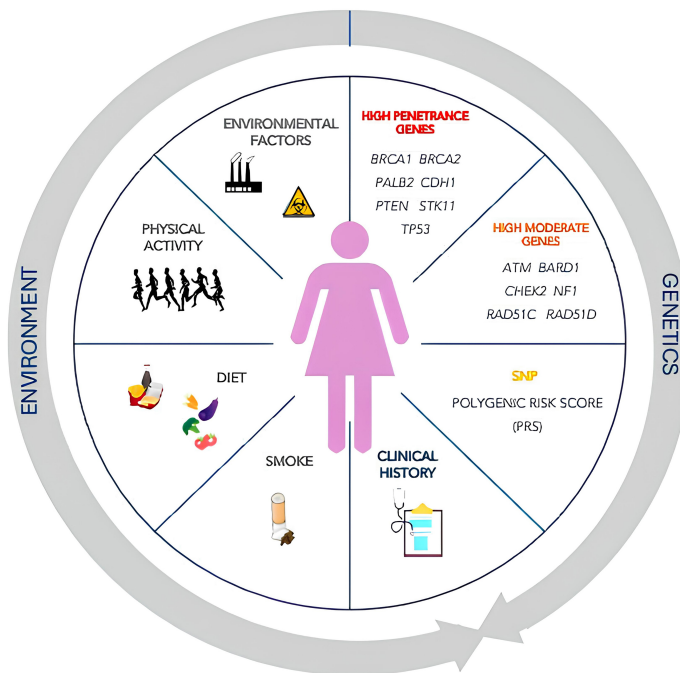 ENVIRONMENTAL
FACTORS
HIGH PENETRANCE
GENES
BRCA1 BRCA2
PALB2 CDH1
PTEN STK11
TP53
PHYSICAL
ACTIVITY
HIGH MODERATE
GENES
ATM BARD1
CHEK2 NF1
RAD51C RAD51D
ENVIRONMENT
GENETICS
DIET
SNP
POLYGENIC RISK SCORE
(PRS)
SMOKE
CLINICAL
HISTORY